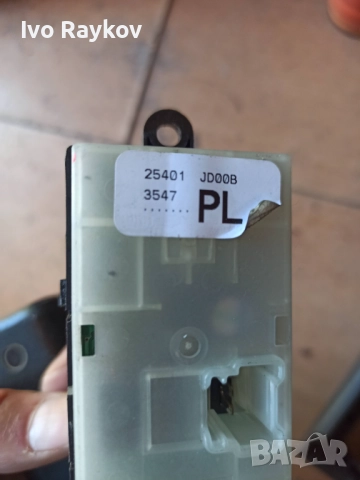 Ivo Raykov
25401 JD00B
3547 PL
BAZAR